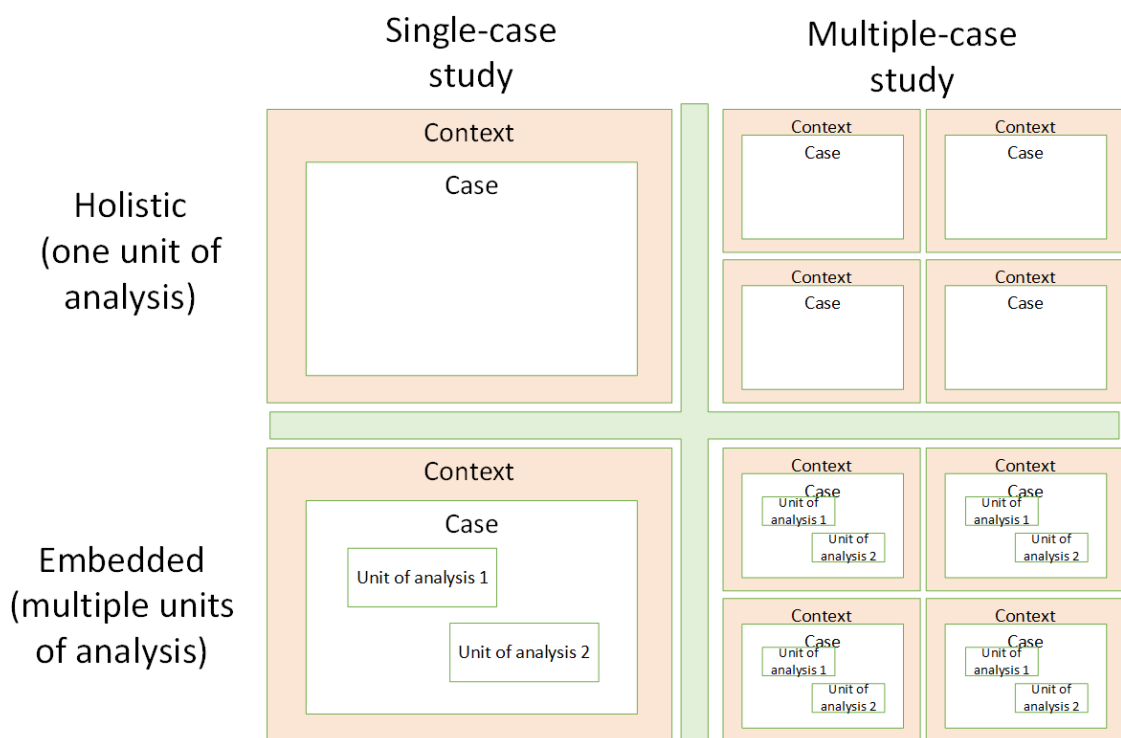 Single-case
study
Multiple-case
study
Holistic
(one unit of
analysis)
Context
Case
Context
Case
Context
Case
Context
Case
Context
Case
Embedded
(multiple units
of analysis)
Context
Case
Unit of analysis 1
Unit of analysis 2
Context
Case
Unit of
analysis 1
Unit of
analysis 2
Context
Case
Unit of
analysis 1
Unit of
analysis 2
Context
Case
Unit of
analysis 1
Unit of
analysis 2
Context
Case
Unit of
analysis 1
Unit of
analysis 2